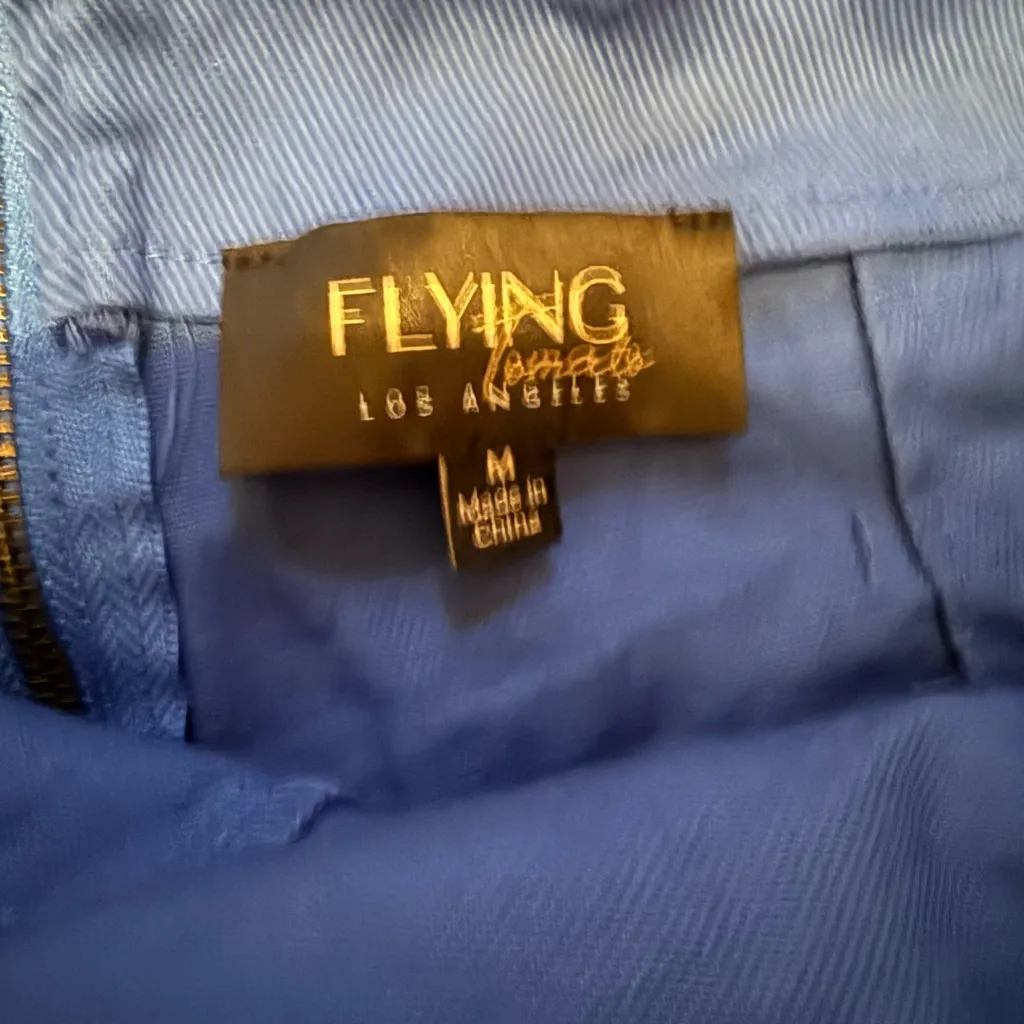 FLYING
Tomato
LOS ANGELES
M
Made in
China